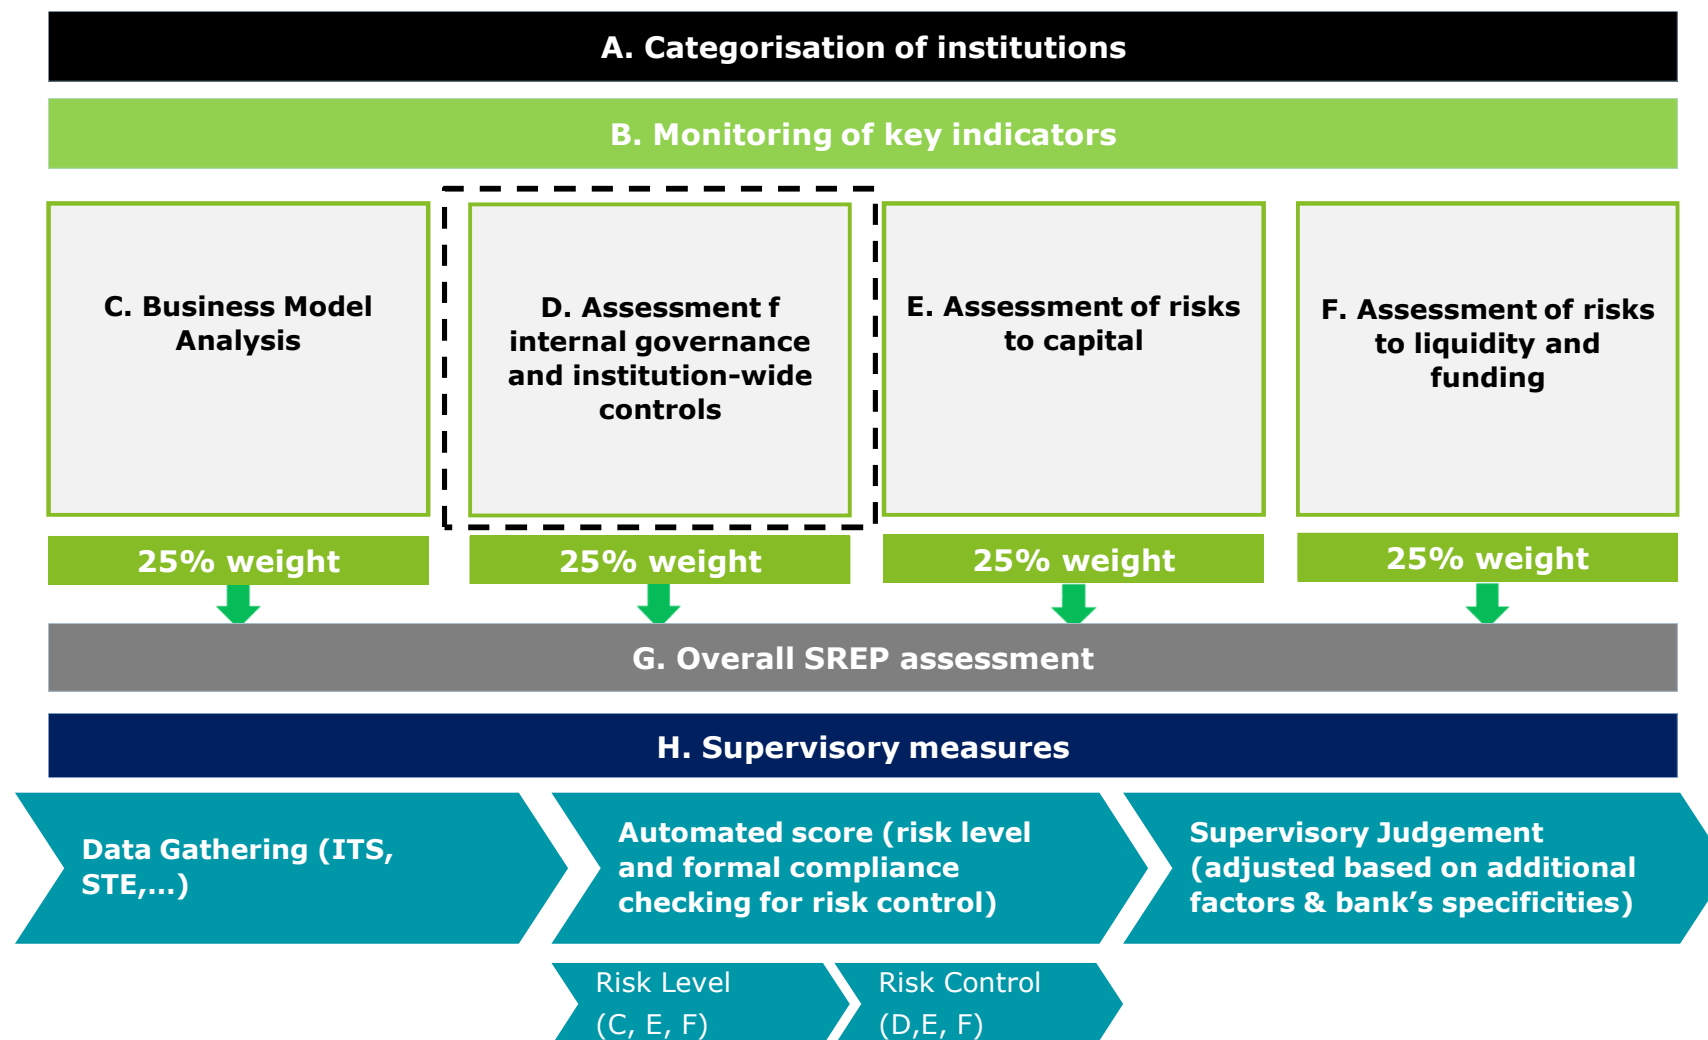 A. Categorisation of institutions
B. Monitoring of key indicators
C. Business Model
Analysis
D. Assessment f
internal governance
and institution-wide
controls
E. Assessment of risks
to capital
F. Assessment of risks
to liquidity and
funding
25% weight
25% weight
25% weight
25% weight
G. Overall SREP assessment
H. Supervisory measures
Data Gathering (ITS,
STE,...)
Automated score (risk level
and formal compliance
checking for risk control)
Supervisory Judgement
(adjusted based on additional
factors & bank’s specificities)
Risk Level
(C, E, F)
Risk Control
(D,E, F)